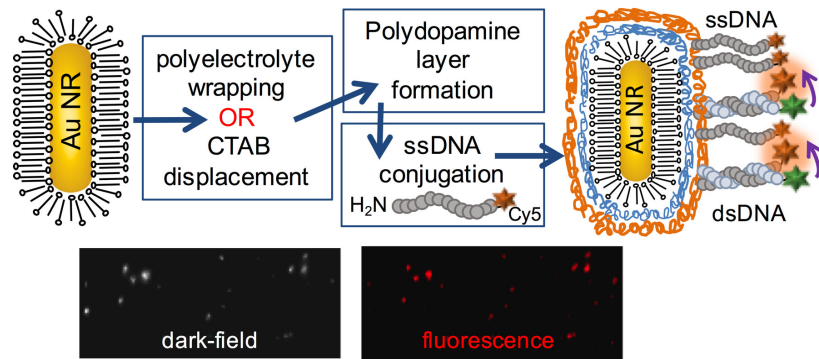 Au NR
polyelectrolyte
wrapping
OR
CTAB
displacement
Polydopamine
layer
formation
ssDNA
conjugation
H₂N
Cy5
Au NR
ssDNA
dsDNA
dark-field
fluorescence